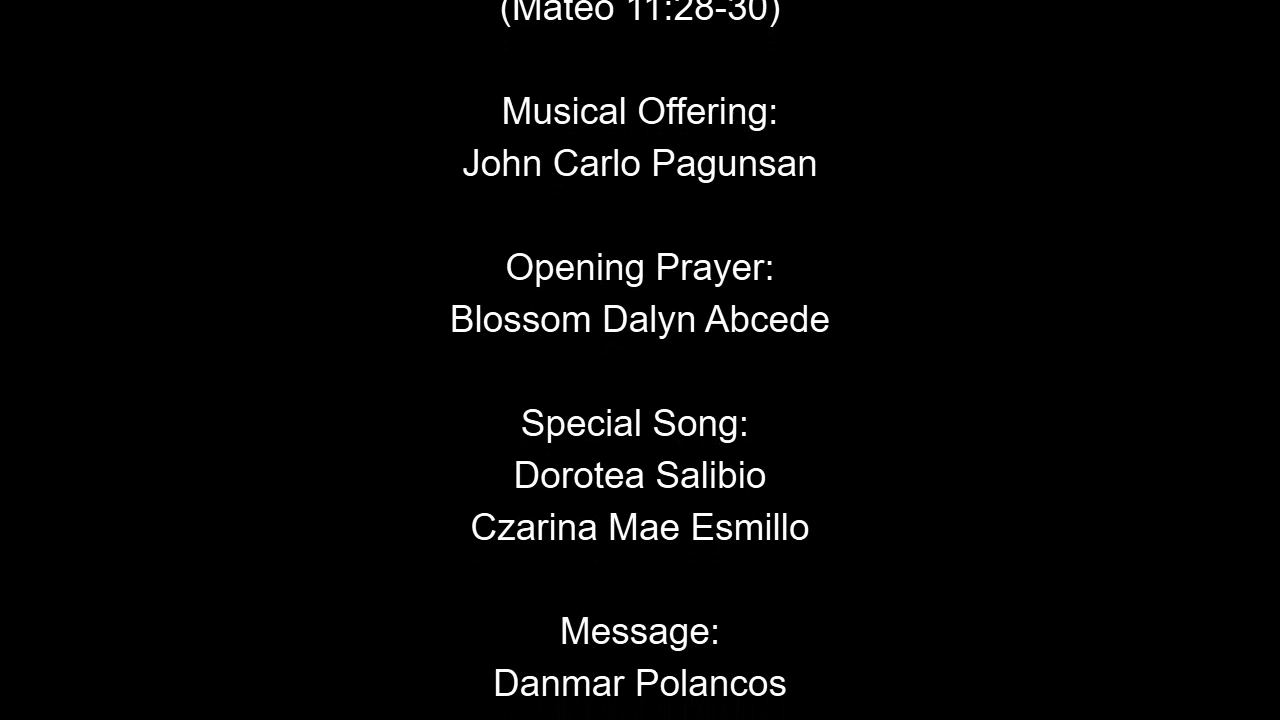 (Mateo 11:28-30)
Musical Offering:
John Carlo Pagunsan
Opening Prayer:
Blossom Dalyn Abcede
Special Song:
Dorotea Salibio
Czarina Mae Esmillo
Message:
Danmar Polancos